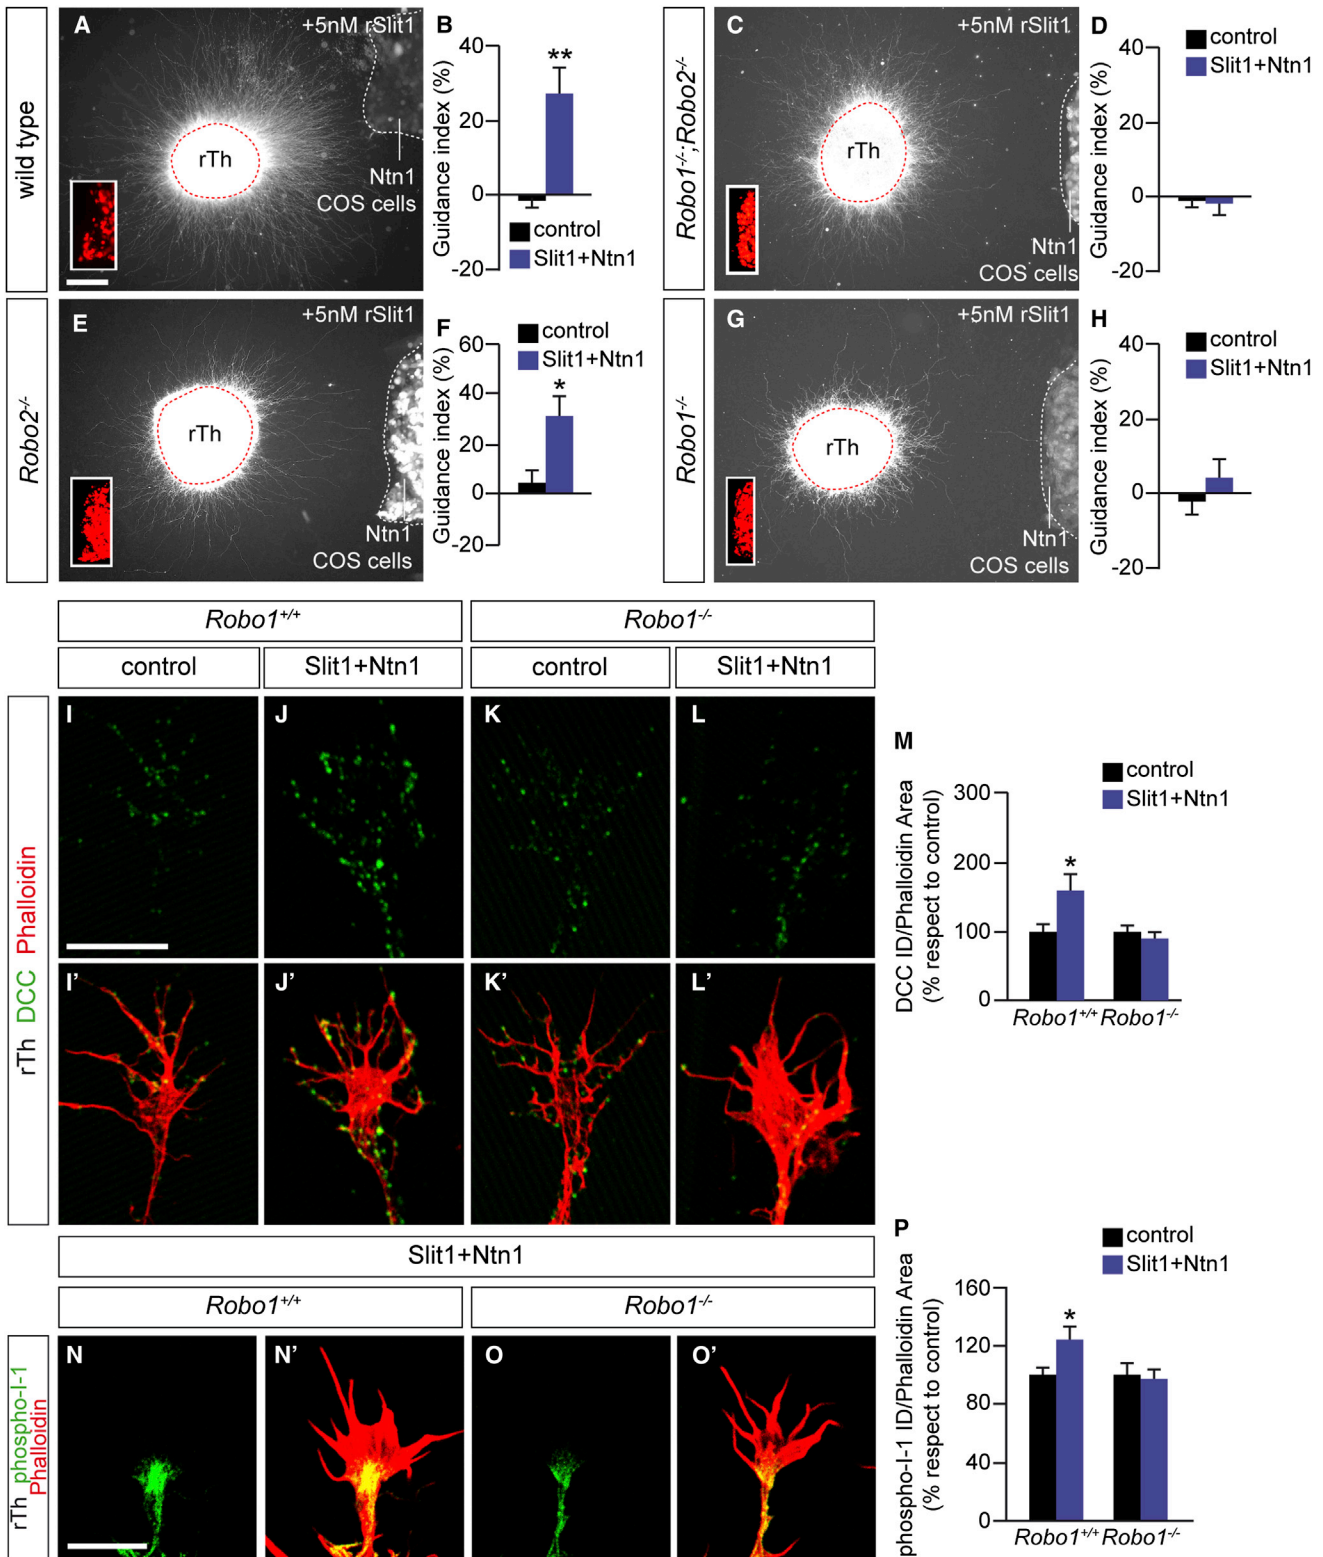 wild type
A
+5nM rSlit1
rTh
Ntn1
COS cells
B
Guidance index (%)
40
20
0
-20
**
control
Slit1+Ntn1
Robo1-/-;Robo2-/-
C
+5nM rSlit1
rTh
Ntn1
COS cells
D
Guidance index (%)
40
20
0
-20
control
Slit1+Ntn1
Robo2-/-
E
+5nM rSlit1
rTh
Ntn1
COS cells
F
Guidance index (%)
60
40
20
0
-20
control
Slit1+Ntn1
*
Robo1-/-
G
+5nM rSlit1
rTh
Ntn1
COS cells
H
Guidance index (%)
40
20
0
-20
control
Slit1+Ntn1
Robo1+/+
Robo1-/-
control
Slit1+Ntn1
control
Slit1+Ntn1
rTh DCC Phalloidin
I
J
K
L
I’
J’
K’
L’
M
control
Slit1+Ntn1
DCC ID/Phalloidin Area
(% respect to control)
300
200
100
0
*
Robo1+/+ Robo1-/-
Slit1+Ntn1
Robo1+/+
Robo1-/-
rTh phospho-I-1
Phalloidin
N
N’
O
O’
P
control
Slit1+Ntn1
phospho-I-1 ID/Phalloidin Area
(% respect to control)
160
120
80
40
0
*
Robo1+/+ Robo1-/-